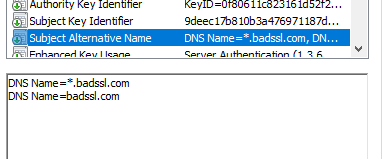 Authority Key Identifier KeyID=0f80611c823161d52f2...
Subject Key Identifier 9deec17b810b3a476971187d...
Subject Alternative Name DNS Name=*.badssl.com, DN...
Enhanced Key Usage Server Authentication (1.3.6
DNS Name=*.badssl.com
DNS Name=badssl.com